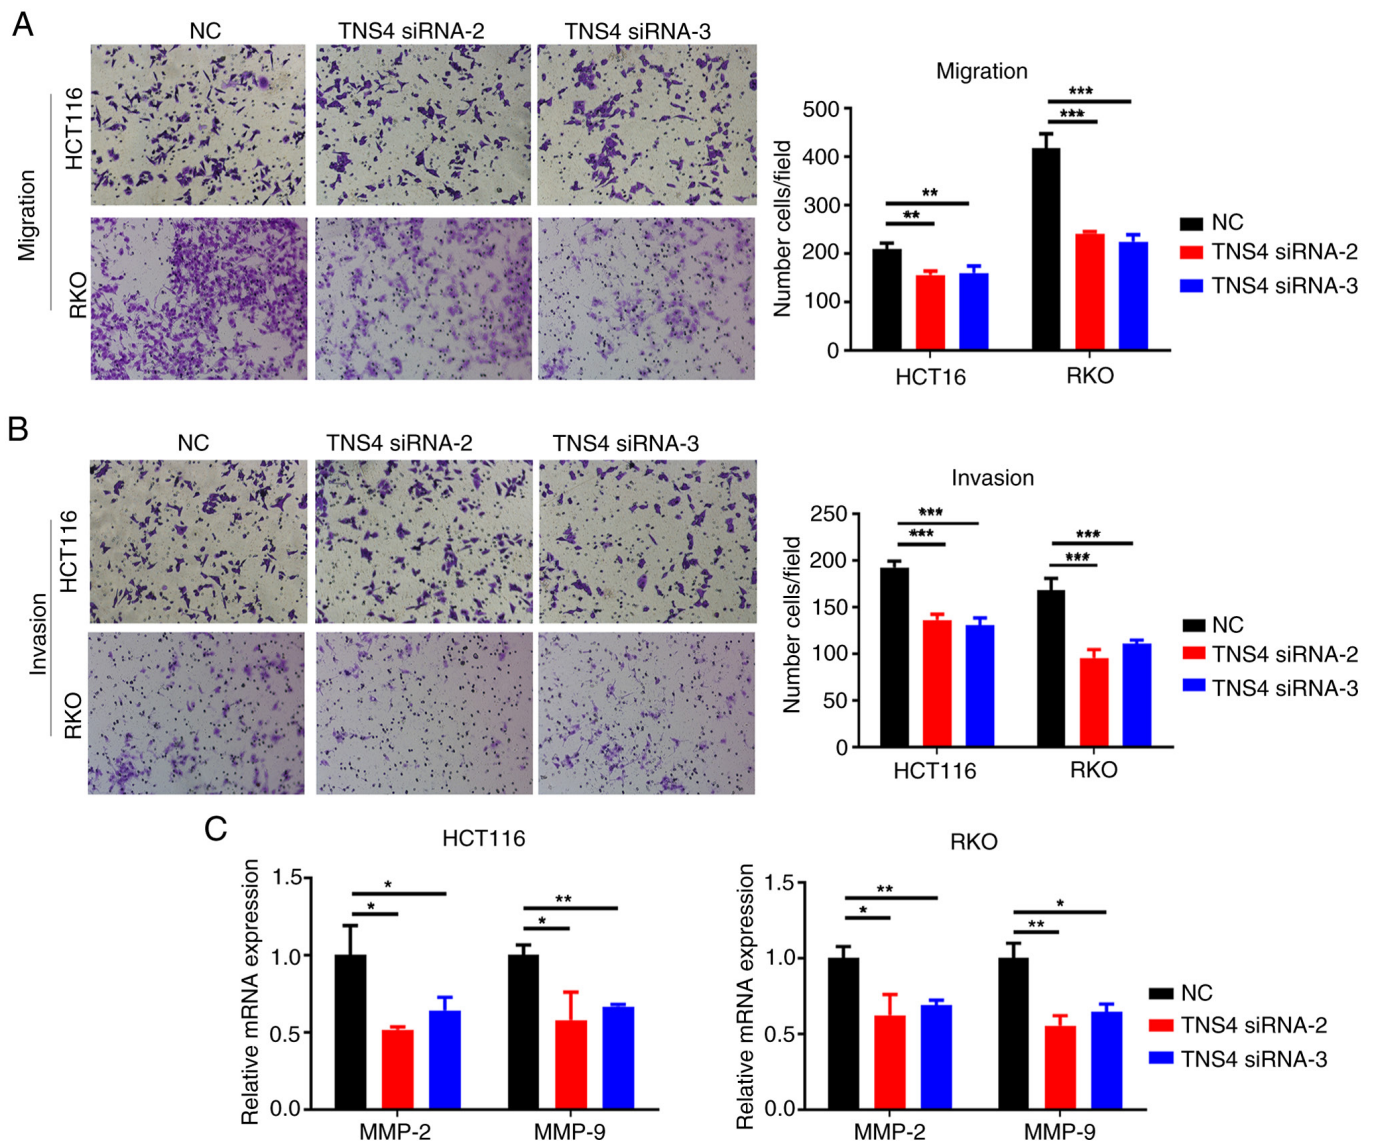 A
NC
TNS4 siRNA-2
TNS4 siRNA-3
Migration
HCT116
RKO
Migration
Number cells/field
500
400
300
200
100
0
***
***
**
**
HCT16
RKO
NC
TNS4 siRNA-2
TNS4 siRNA-3
B
NC
TNS4 siRNA-2
TNS4 siRNA-3
Invasion
HCT116
RKO
Invasion
Number cells/field
250
200
150
100
50
0
***
***
***
***
HCT116
RKO
NC
TNS4 siRNA-2
TNS4 siRNA-3
C
HCT116
Relative mRNA expression
1.5
1.0
0.5
0.0
*
*
**
*
MMP-2
MMP-9
RKO
Relative mRNA expression
1.5
1.0
0.5
0.0
**
*
*
**
MMP-2
MMP-9
NC
TNS4 siRNA-2
TNS4 siRNA-3